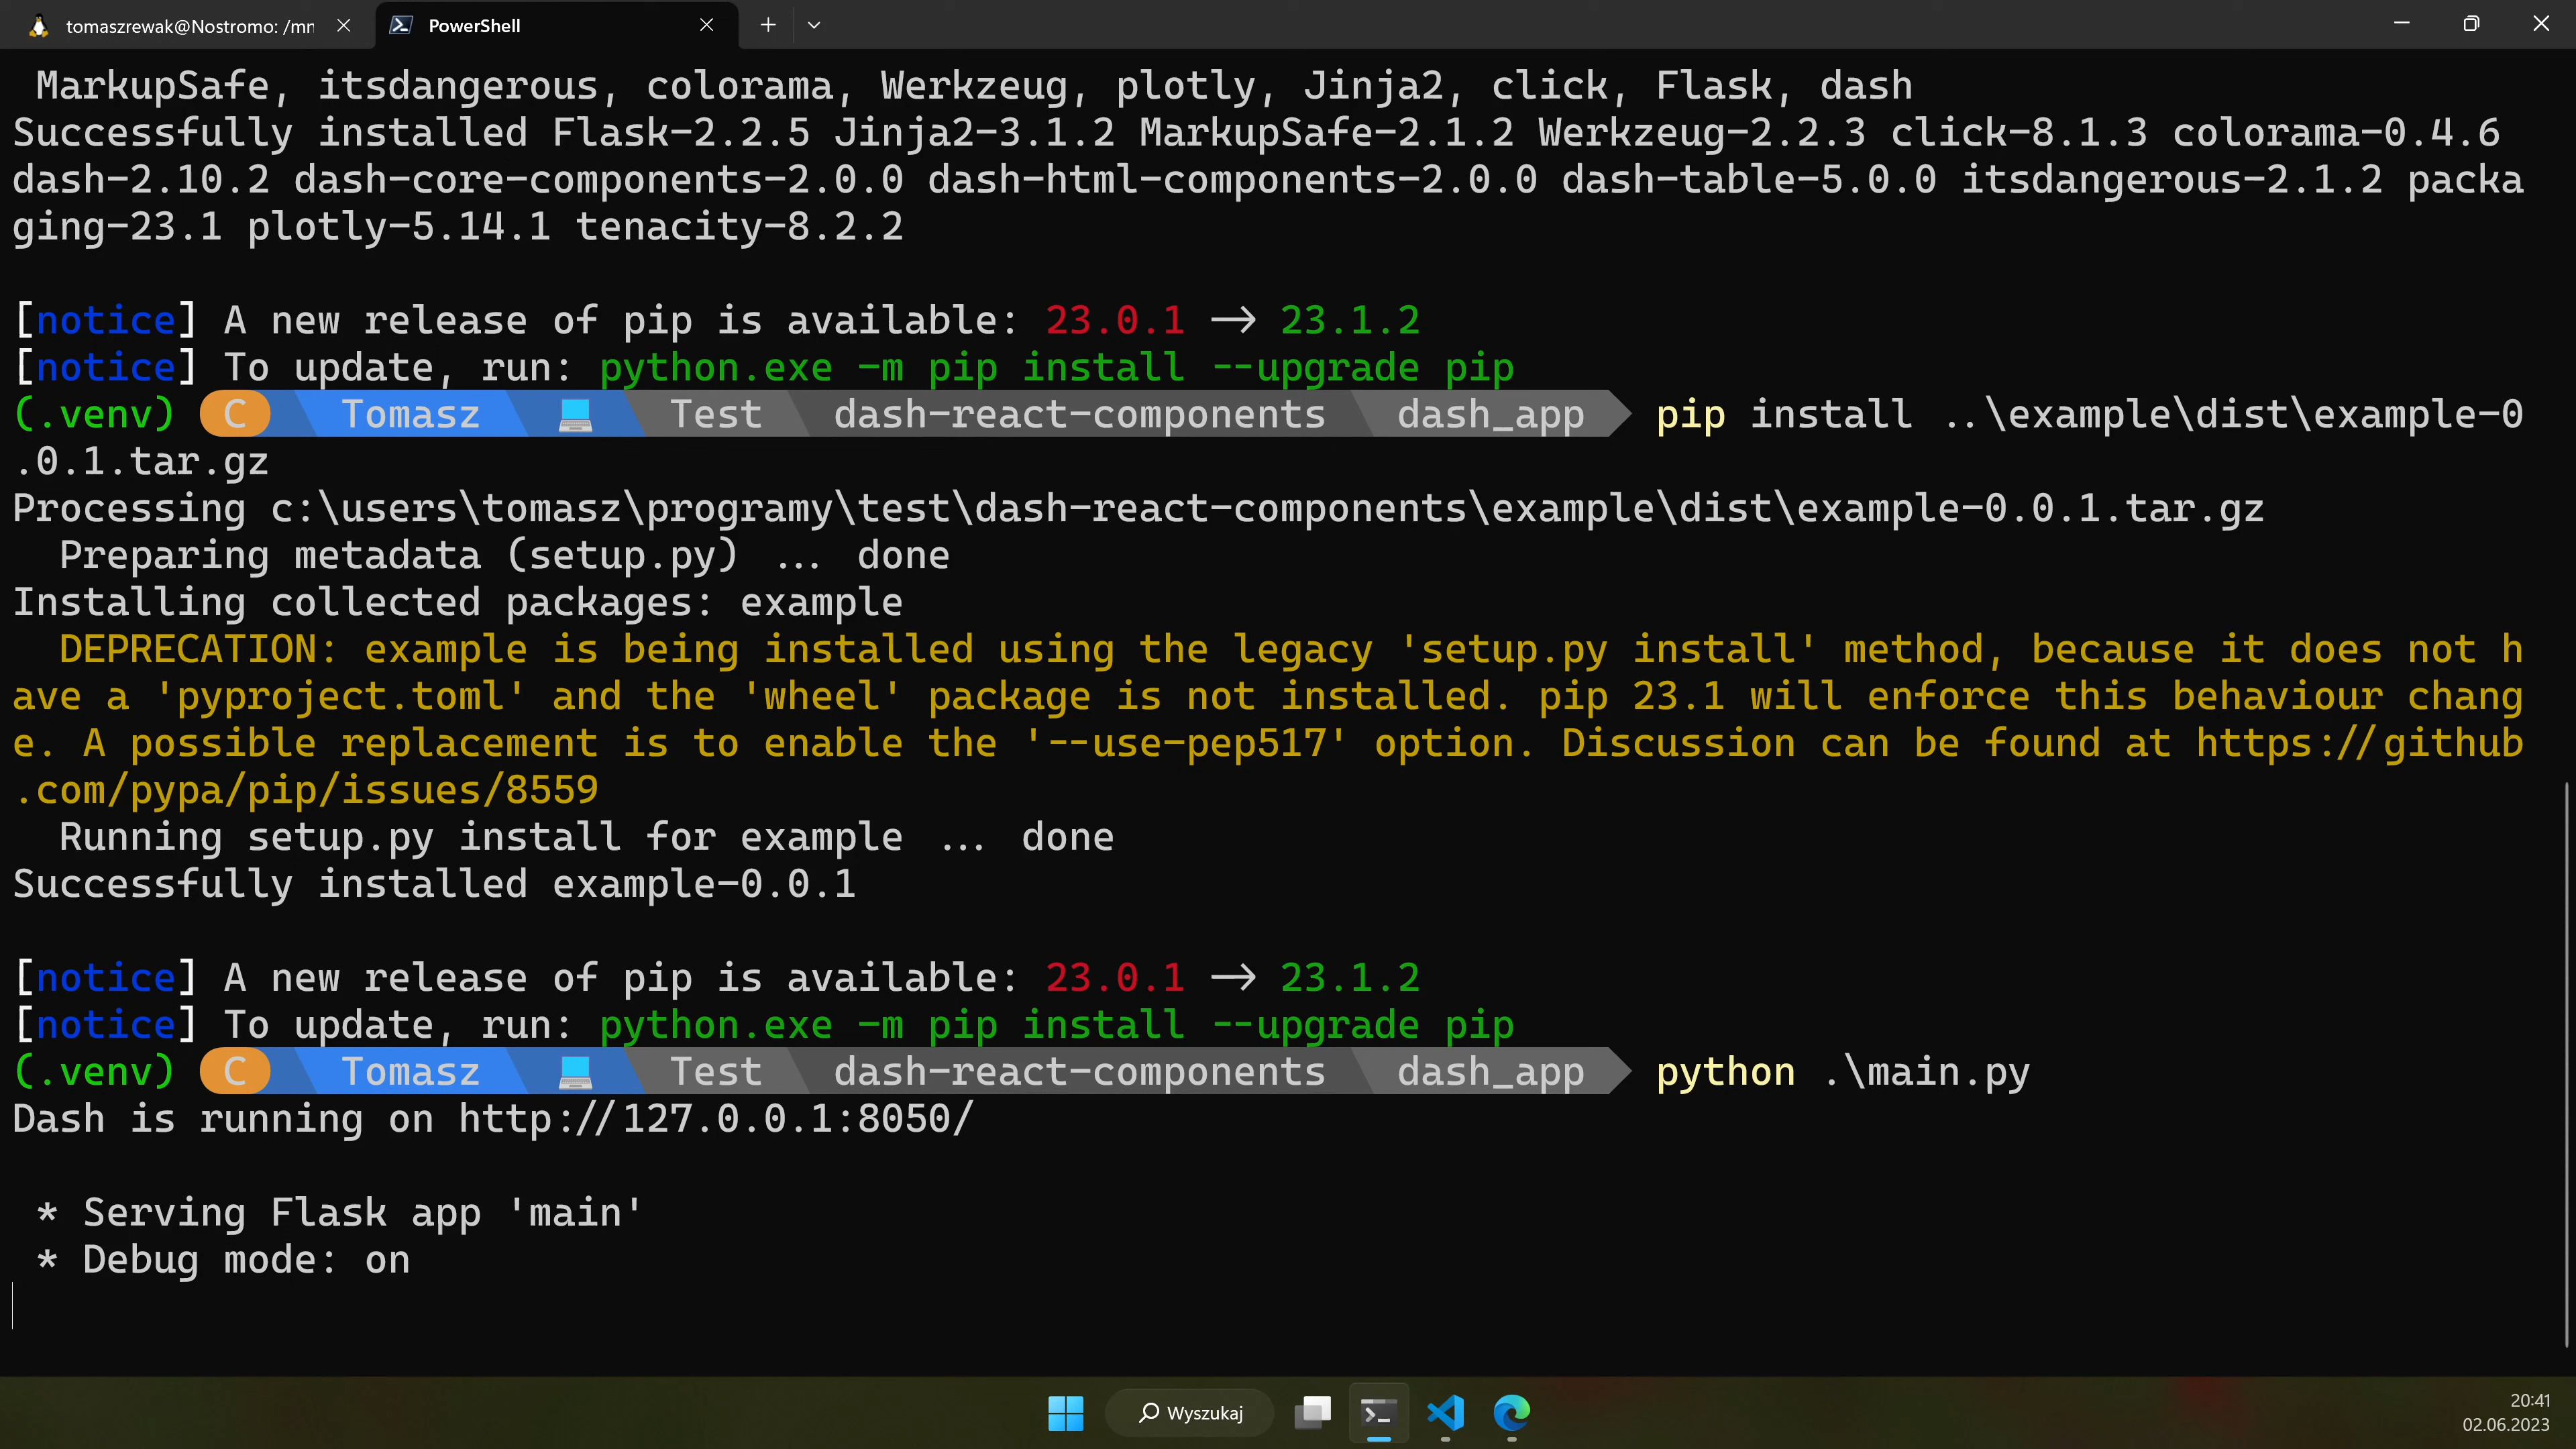 tomaszrewak@Nostromo: /mn
PowerShell
MarkupSafe, itsdangerous, colorama, Werkzeug, plotly, Jinja2, click, Flask, dash
Successfully installed Flask-2.2.5 Jinja2-3.1.2 MarkupSafe-2.1.2 Werkzeug-2.2.3 click-8.1.3 colorama-0.4.6
dash-2.10.2 dash-core-components-2.0.0 dash-html-components-2.0.0 dash-table-5.0.0 itsdangerous-2.1.2 packa
ging-23.1 plotly-5.14.1 tenacity-8.2.2
[notice] A new release of pip is available: 23.0.1 -> 23.1.2
[notice] To update, run: python.exe -m pip install --upgrade pip
(.venv) C Tomasz Test dash-react-components dash_app pip install ..\example\dist\example-0
.0.1.tar.gz
Processing c:\users\tomasz\programy\test\dash-react-components\example\dist\example-0.0.1.tar.gz
Preparing metadata (setup.py) ... done
Installing collected packages: example
DEPRECATION: example is being installed using the legacy 'setup.py install' method, because it does not h
ave a 'pyproject.toml' and the 'wheel' package is not installed. pip 23.1 will enforce this behaviour chang
e. A possible replacement is to enable the '--use-pep517' option. Discussion can be found at https://github
.com/pypa/pip/issues/8559
Running setup.py install for example ... done
Successfully installed example-0.0.1
[notice] A new release of pip is available: 23.0.1 -> 23.1.2
[notice] To update, run: python.exe -m pip install --upgrade pip
(.venv) C Tomasz Test dash-react-components dash_app python .\main.py
Dash is running on http://127.0.0.1:8050/
* Serving Flask app 'main'
* Debug mode: on
Wyszukaj
20:41
02.06.2023